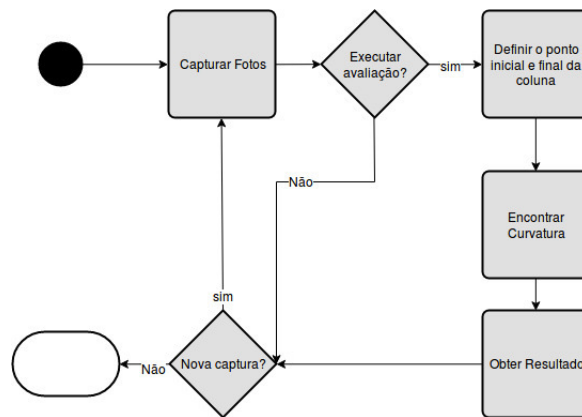 Capturar Fotos
Executar
avaliação?
sim
Definir o ponto
inicial e final da
coluna
Não
Encontrar
Curvatura
sim
Não
Nova captura?
Obter Resultado